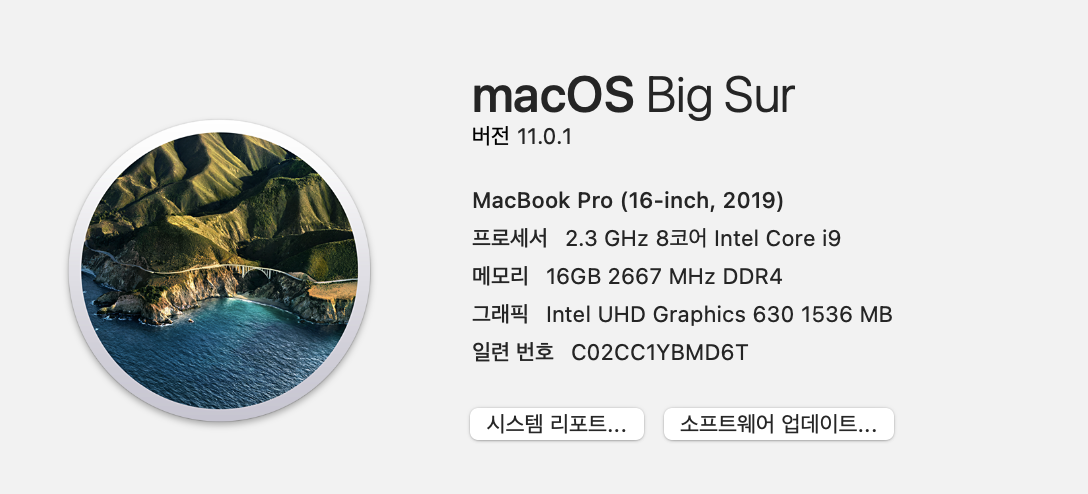 macOS Big Sur
버전 11.0.1
MacBook Pro (16-inch, 2019)
프로세서 2.3 GHz 8코어 Intel Core i9
메모리 16GB 2667 MHz DDR4
그래픽 Intel UHD Graphics 630 1536 MB
일련 번호 C02CC1YBMD6T
시스템 리포트... 소프트웨어 업데이트...